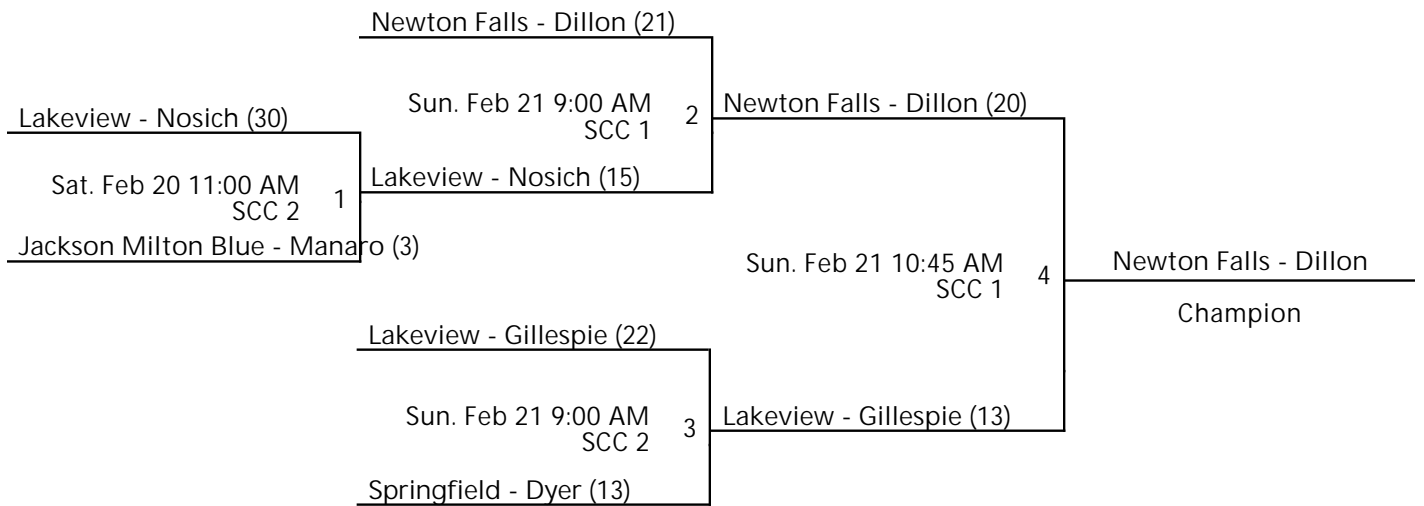 Newton Falls - Dillon (21)
Sun. Feb 21 9:00 AM
SCC 1
2
Newton Falls - Dillon (20)
Lakeview - Nosich (30)
Sat. Feb 20 11:00 AM
SCC 2
1
Lakeview - Nosich (15)
Jackson Milton Blue - Manaro (3)
Sun. Feb 21 10:45 AM
SCC 1
4
Newton Falls - Dillon
Champion
Lakeview - Gillespie (22)
Sun. Feb 21 9:00 AM
SCC 2
3
Lakeview - Gillespie (13)
Springfield - Dyer (13)